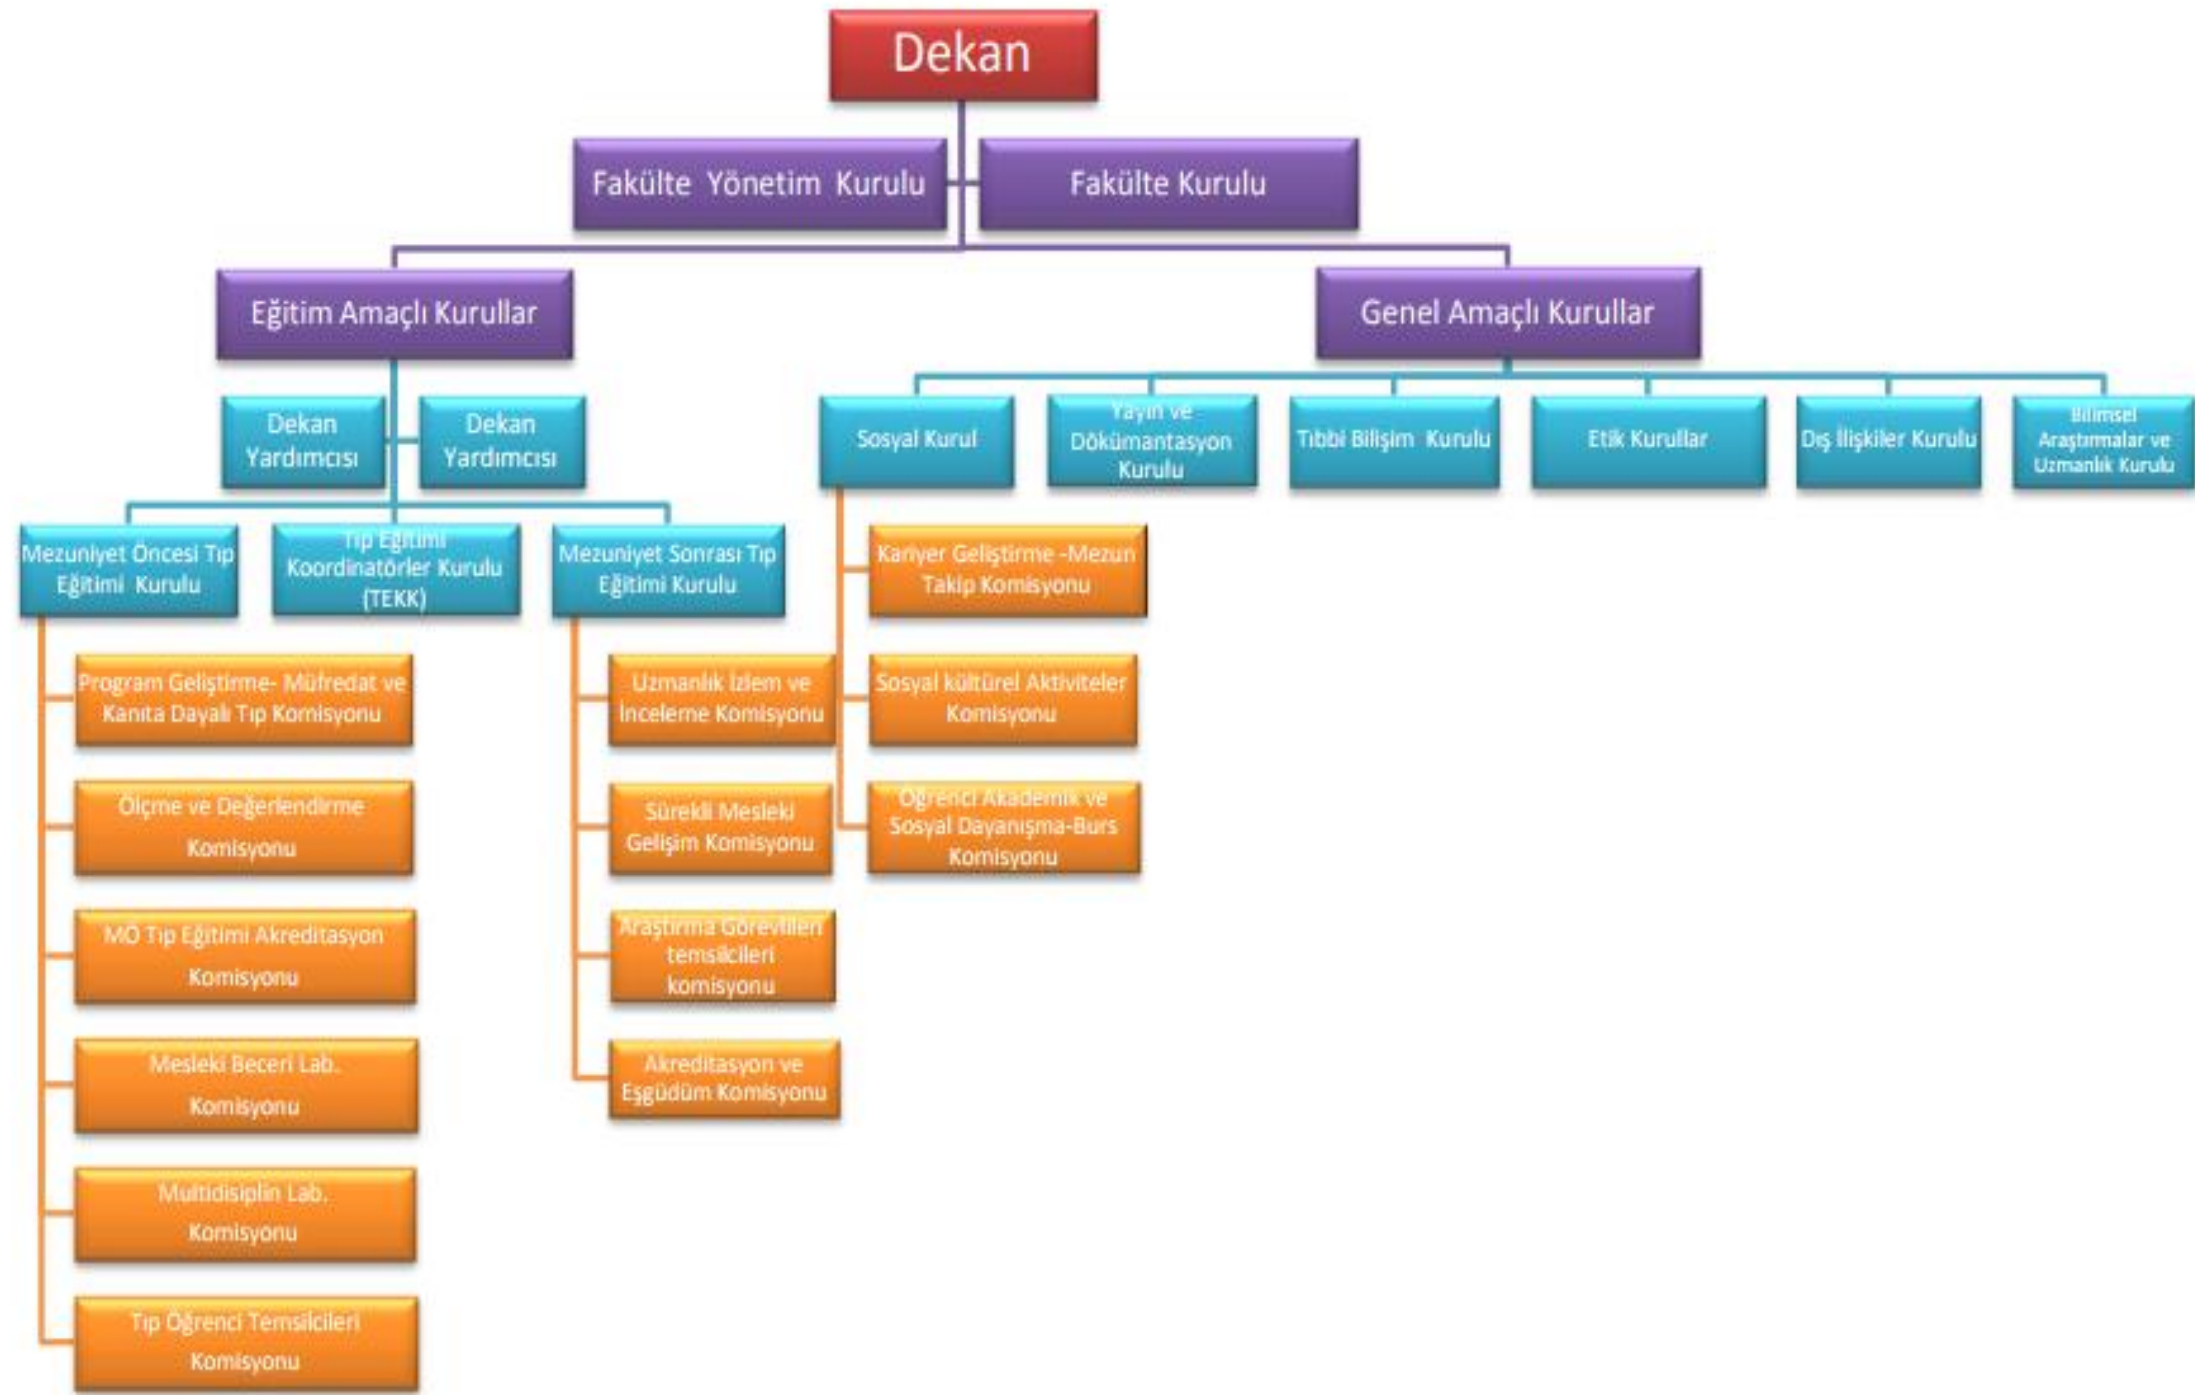 Dekan
Fakülte Yönetim Kurulu
Fakülte Kurulu
Eğitim Amaçlı Kurullar
Genel Amaçlı Kurullar
Dekan
Yardımcısı
Dekan
Yardımcısı
Sosyal Kurul
Yayın ve
Dökümantasyon
Kurulu
Tıbbi Bilişim Kurulu
Etik Kurullar
Dış İlişkiler Kurulu
Bilimsel
Araştırmalar ve
Uzmanlık Kurulu
Mezuniyet Öncesi Tıp
Eğitimi Kurulu
Tıp Eğitimi
Koordinatörler Kurulu
(TEKK)
Mezuniyet Sonrası Tıp
Eğitimi Kurulu
Program Geliştirme- Müfredat ve
Kanıta Dayalı Tıp Komisyonu
Ölçme ve Değerlendirme
Komisyonu
MÖ Tıp Eğitimi Akreditasyon
Komisyonu
Mesleki Beceri Lab.
Komisyonu
Multidisiplin Lab.
Komisyonu
Tıp Öğrenci Temsilcileri
Komisyonu
Uzmanlık İzlem ve
İnceleme Komisyonu
Sürekli Mesleki
Gelişim Komisyonu
Araştırma Görevlileri
temsilcileri
komisyonu
Akreditasyon ve
Eşgüdüm Komisyonu
Kariyer Geliştirme -Mezun
Takip Komisyonu
Sosyal kültürel Aktiviteler
Komisyonu
Öğrenci Akademik ve
Sosyal Dayanışma-Burs
Komisyonu